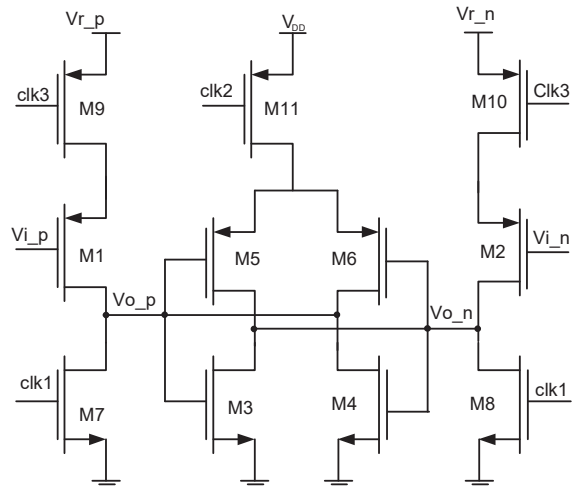 Vr_p
VDD
Vr_n
clk3
M9
clk2
M11
M10
Clk3
Vi_p
M1
M5
M6
M2
Vi_n
Vo_p
Vo_n
clk1
M7
M3
M4
M8
clk1